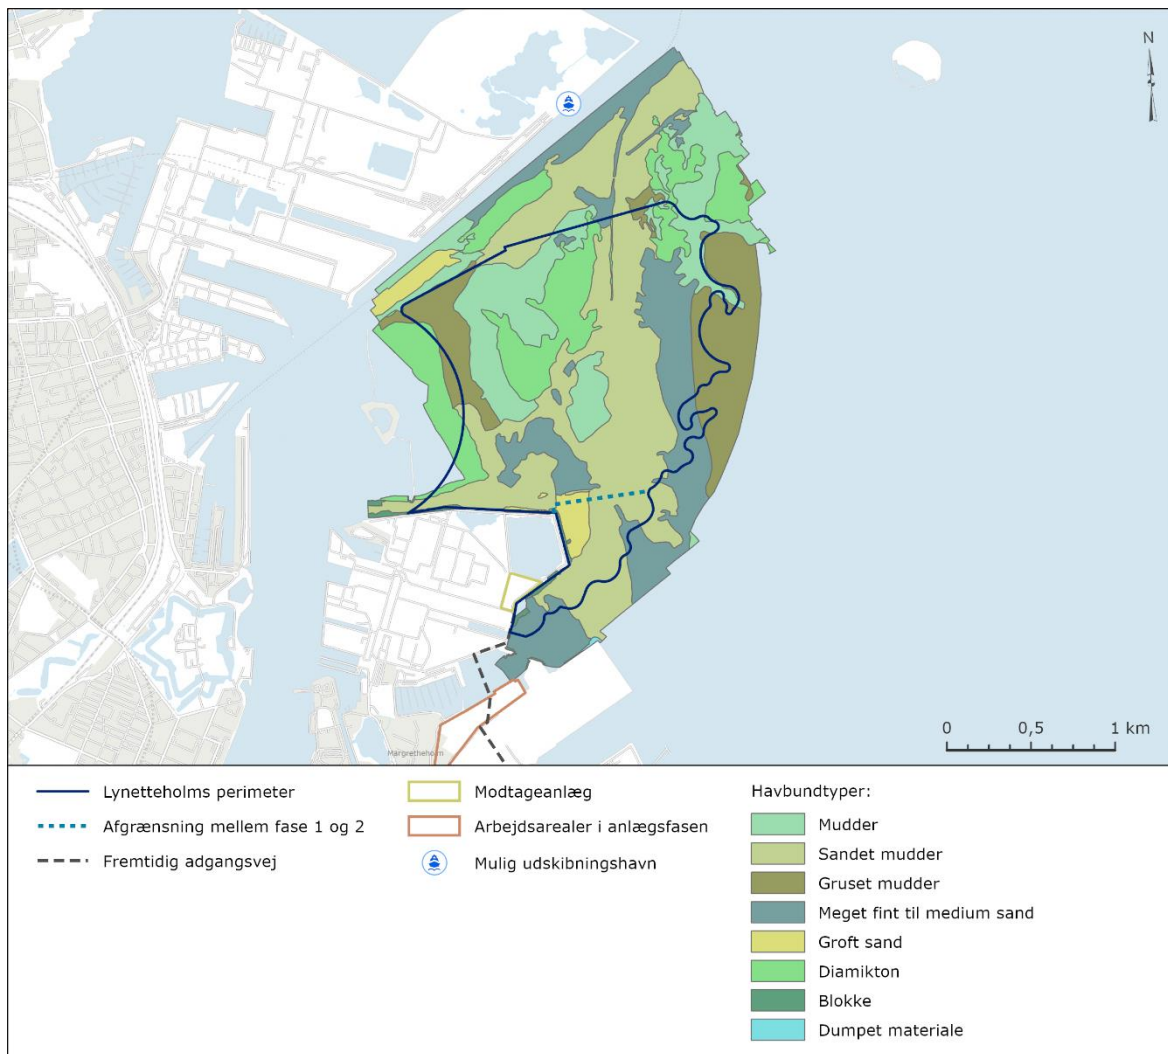 N
Margretheholm
0 0,5 1 km
Lynetteholms perimeter
Afgrænsning mellem fase 1 og 2
Fremtidig adgangsvej
Modtageanlæg
Arbejdsarealer i anlægsfasen
Mulig udskibningshavn
Havbundtyper:
Mudder
Sandet mudder
Gruset mudder
Meget fint til medium sand
Groft sand
Diamikton
Blokke
Dumpet materiale